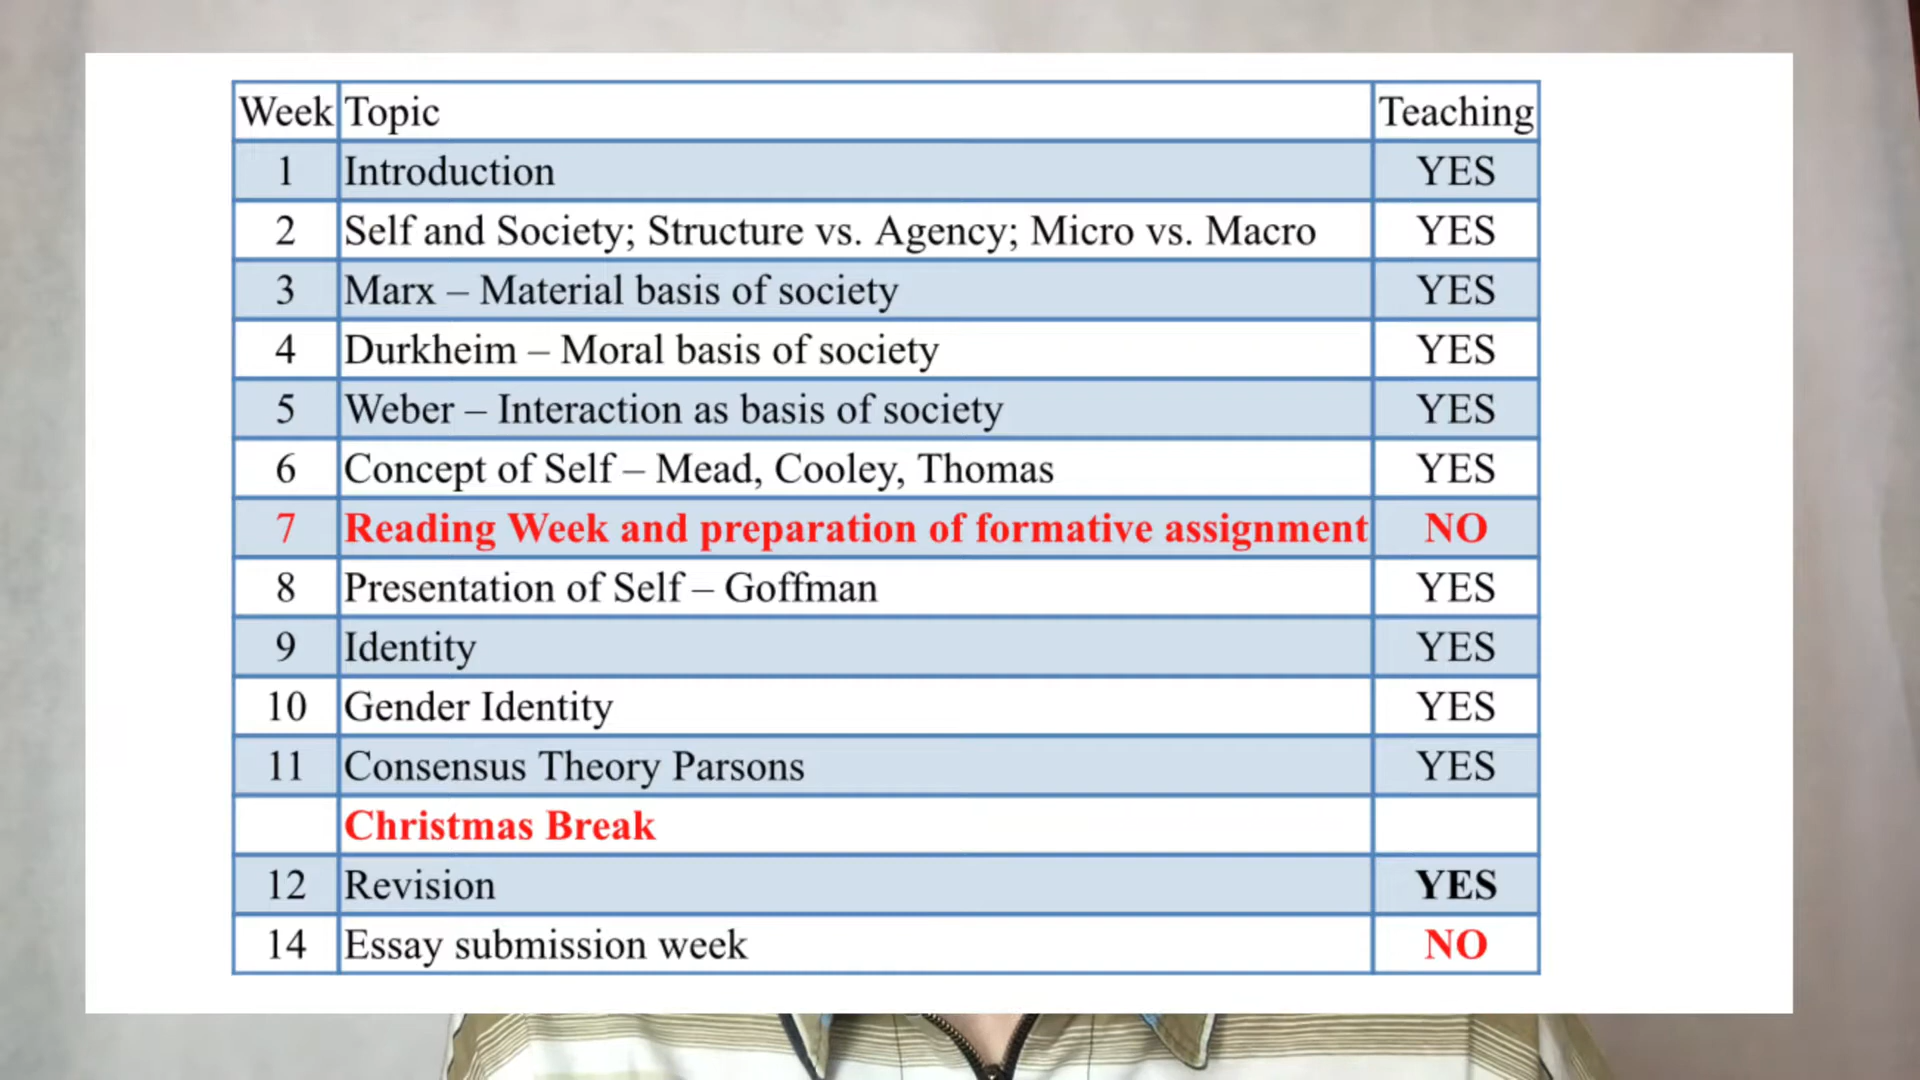 Week Topic Teaching
1 Introduction YES
2 Self and Society; Structure vs. Agency; Micro vs. Macro YES
3 Marx – Material basis of society YES
4 Durkheim – Moral basis of society YES
5 Weber – Interaction as basis of society YES
6 Concept of Self – Mead, Cooley, Thomas YES
7 Reading Week and preparation of formative assignment NO
8 Presentation of Self – Goffman YES
9 Identity YES
10 Gender Identity YES
11 Consensus Theory Parsons YES
Christmas Break
12 Revision YES
14 Essay submission week NO